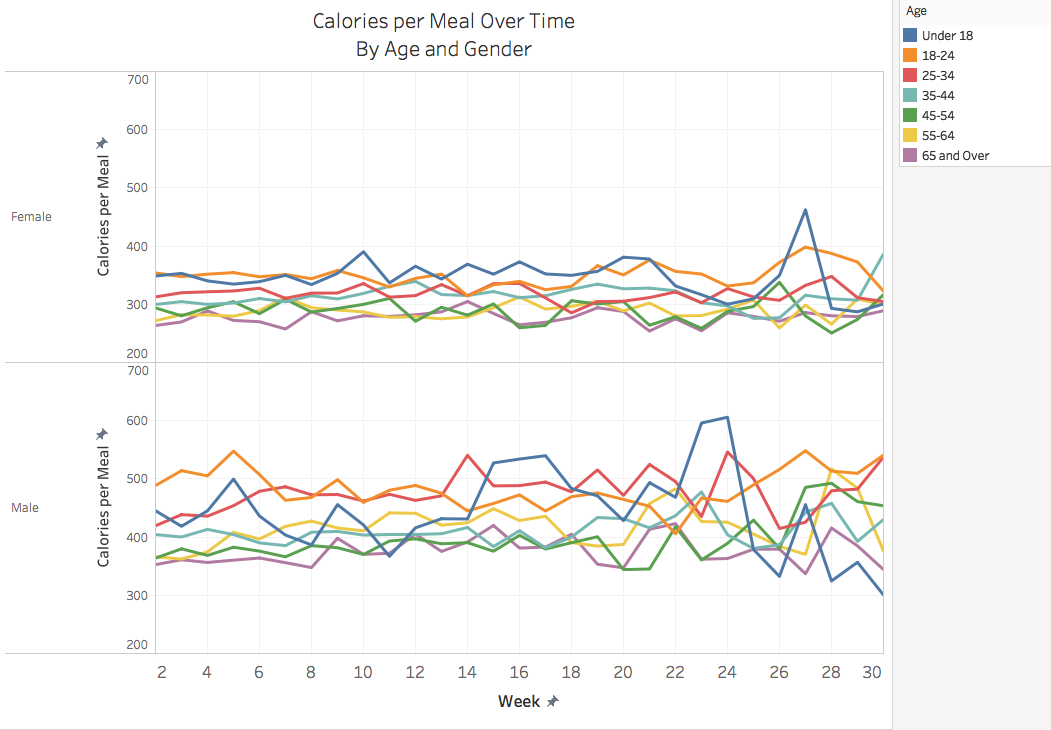 Calories per Meal Over Time
By Age and Gender
Age
Under 18
18-24
25-34
35-44
45-54
55-64
65 and Over
Female
Calories per Meal
700
600
500
400
300
200
Male
Calories per Meal
700
600
500
400
300
200
2 4 6 8 10 12 14 16 18 20 22 24 26 28 30
Week